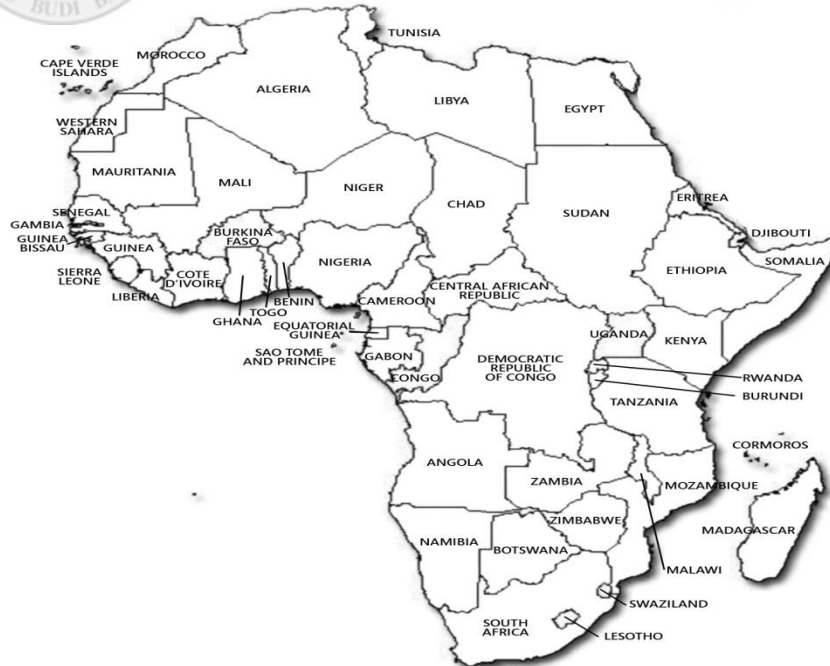 BUDI
TUNISIA
MOROCCO
CAPE VERDE
ISLANDS
ALGERIA
LIBYA
EGYPT
WESTERN
SAHARA
MAURITANIA
MALI
NIGER
CHAD
SUDAN
ERITREA
SENEGAL
GAMBIA
GUINEA
BISSAU
GUINEA
BURKINA
FASO
NIGERIA
DJIBOUTI
SOMALIA
ETHIOPIA
SIERRA
LEONE
COTE
D'IVOIRE
LIBERIA
GHANA
TOGO
BENIN
CAMEROON
CENTRAL AFRICAN
REPUBLIC
EQUATORIAL
GUINEA
SAO TOME
AND PRINCIPE
GABON
CONGO
DEMOCRATIC
REPUBLIC
OF CONGO
UGANDA
KENYA
RWANDA
BURUNDI
TANZANIA
CORMOROS
ANGOLA
ZAMBIA
MOZAMBIQUE
MADAGASCAR
ZIMBABWE
NAMIBIA
BOTSWANA
MALAWI
SWAZILAND
SOUTH
AFRICA
LESOTHO